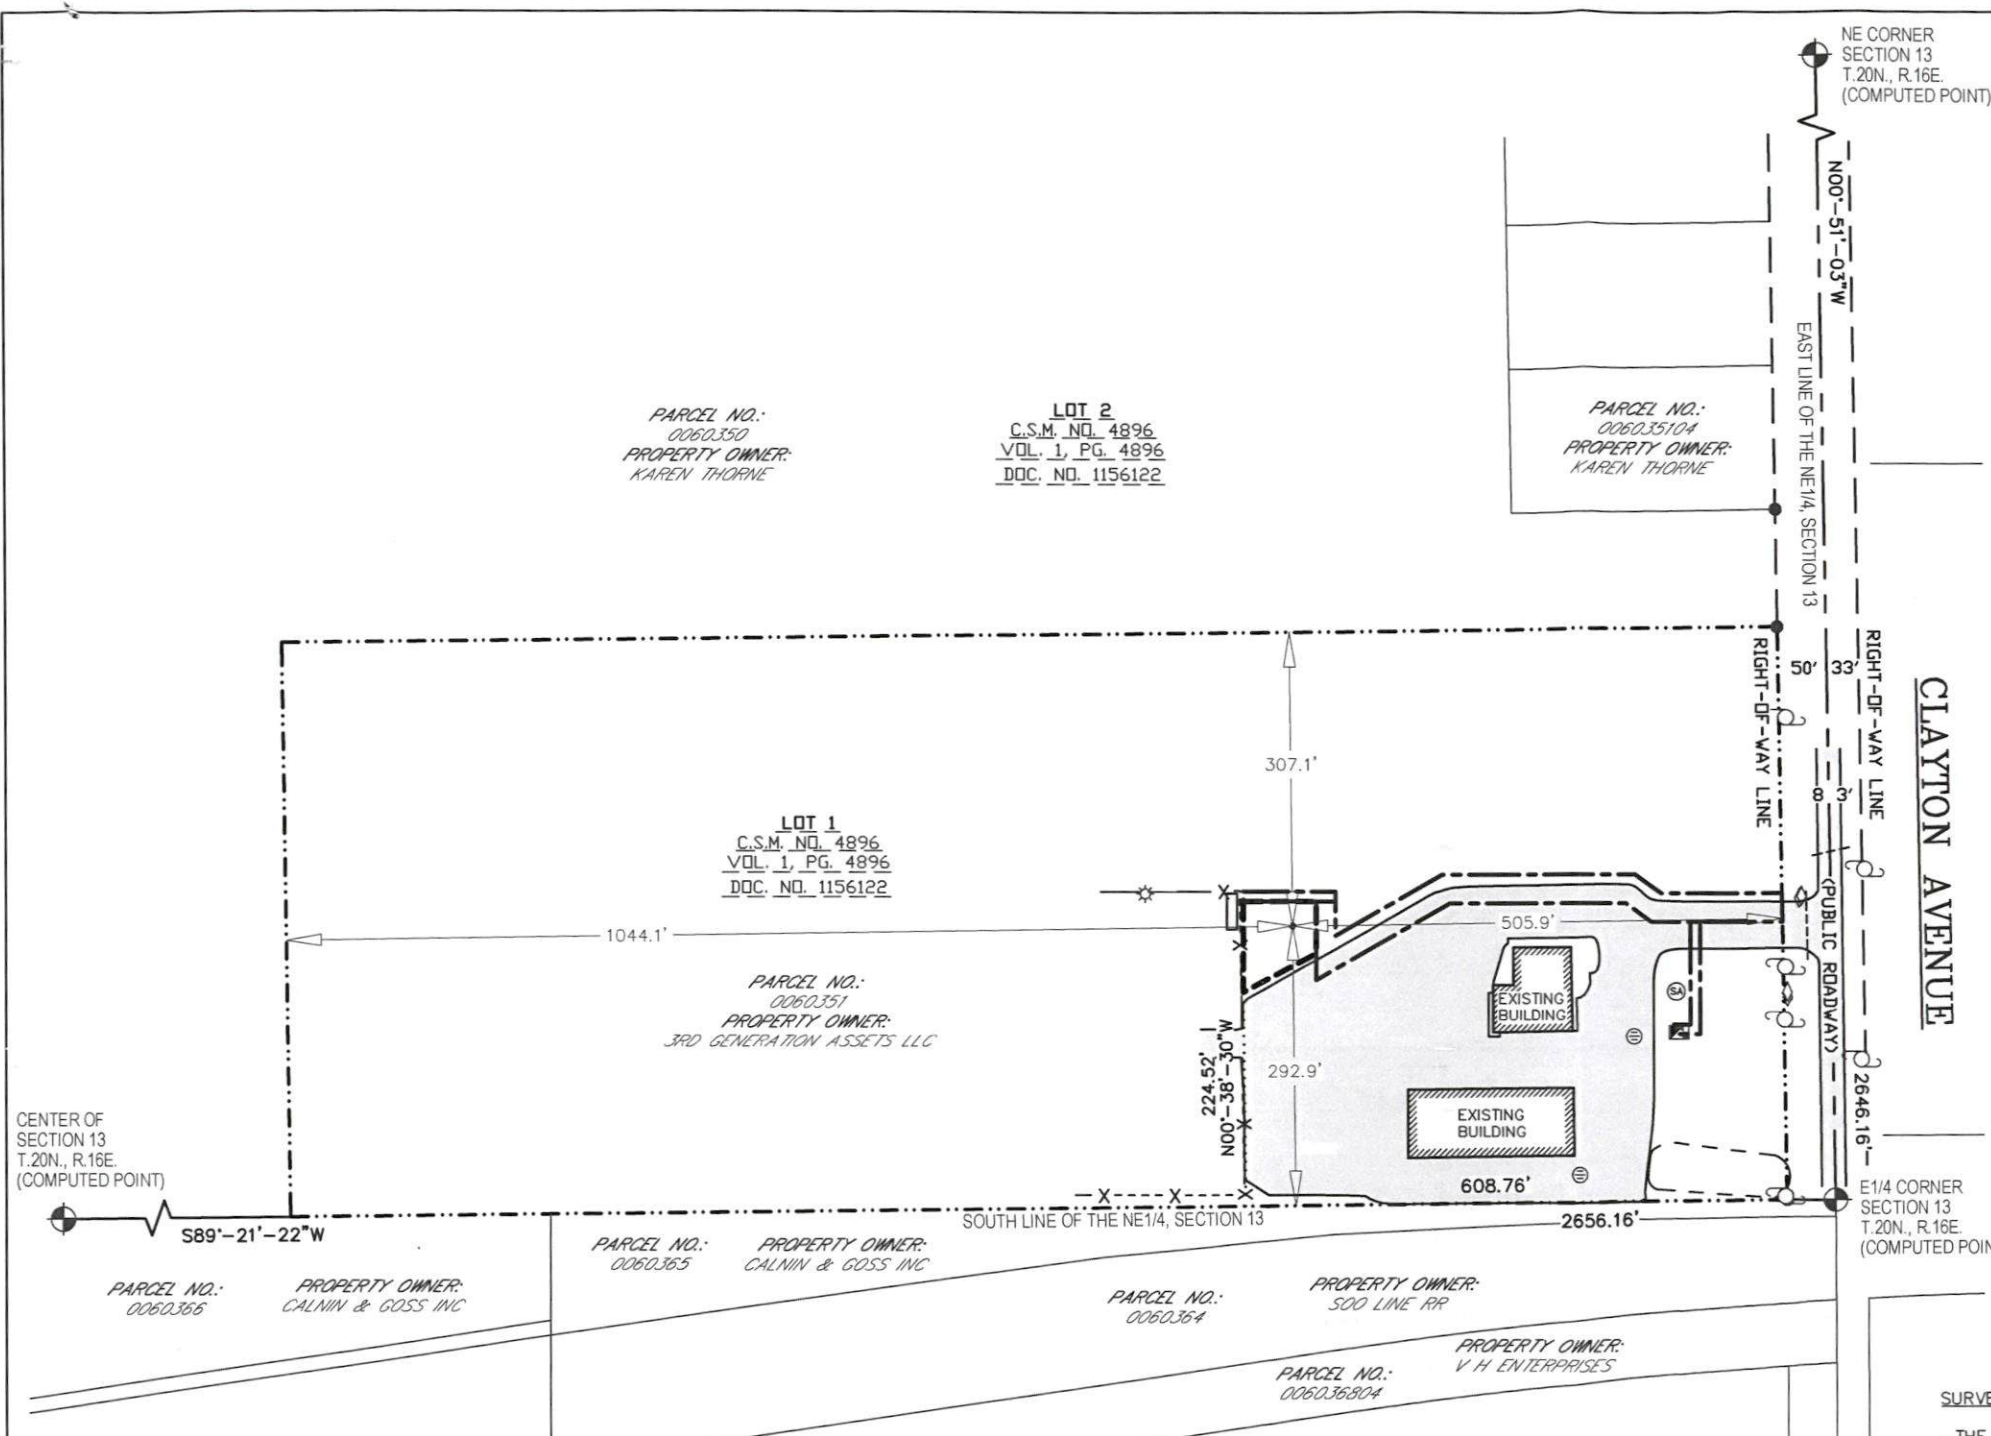 NE CORNER
SECTION 13
T.20N., R.16E.
(COMPUTED POINT)
N00°-51'-03"W
EAST LINE OF THE NE1/4, SECTION 13
PARCEL NO.:
0060350
PROPERTY OWNER:
KAREN THORNE
LOT 2
C.S.M. NO. 4896
VOL. 1, PG. 4896
DOC. NO. 1156122
PARCEL NO.:
006035104
PROPERTY OWNER:
KAREN THORNE
RIGHT-OF-WAY LINE
50' 33'
RIGHT-OF-WAY LINE
CLAYTON AVENUE
8 3'
(PUBLIC ROADWAY)
307.1'
LOT 1
C.S.M. NO. 4896
VOL. 1, PG. 4896
DOC. NO. 1156122
1044.1'
505.9'
PARCEL NO.:
0060351
PROPERTY OWNER:
3RD GENERATION ASSETS LLC
EXISTING
BUILDING
SA
224.52'
N00°-38'-30"W
292.9'
EXISTING
BUILDING
608.76'
2646.16'
CENTER OF
SECTION 13
T.20N., R.16E.
(COMPUTED POINT)
E1/4 CORNER
SECTION 13
T.20N., R.16E.
(COMPUTED POIN
S89°-21'-22"W
SOUTH LINE OF THE NE1/4, SECTION 13
2656.16'
PARCEL NO.:
0060366
PROPERTY OWNER:
CALNIN & GOSS INC
PARCEL NO.:
0060365
PROPERTY OWNER:
CALNIN & GOSS INC
PARCEL NO.:
0060364
PROPERTY OWNER:
SOO LINE RR
PARCEL NO.:
006036804
PROPERTY OWNER:
V H ENTERPRISES
SURVE
THE